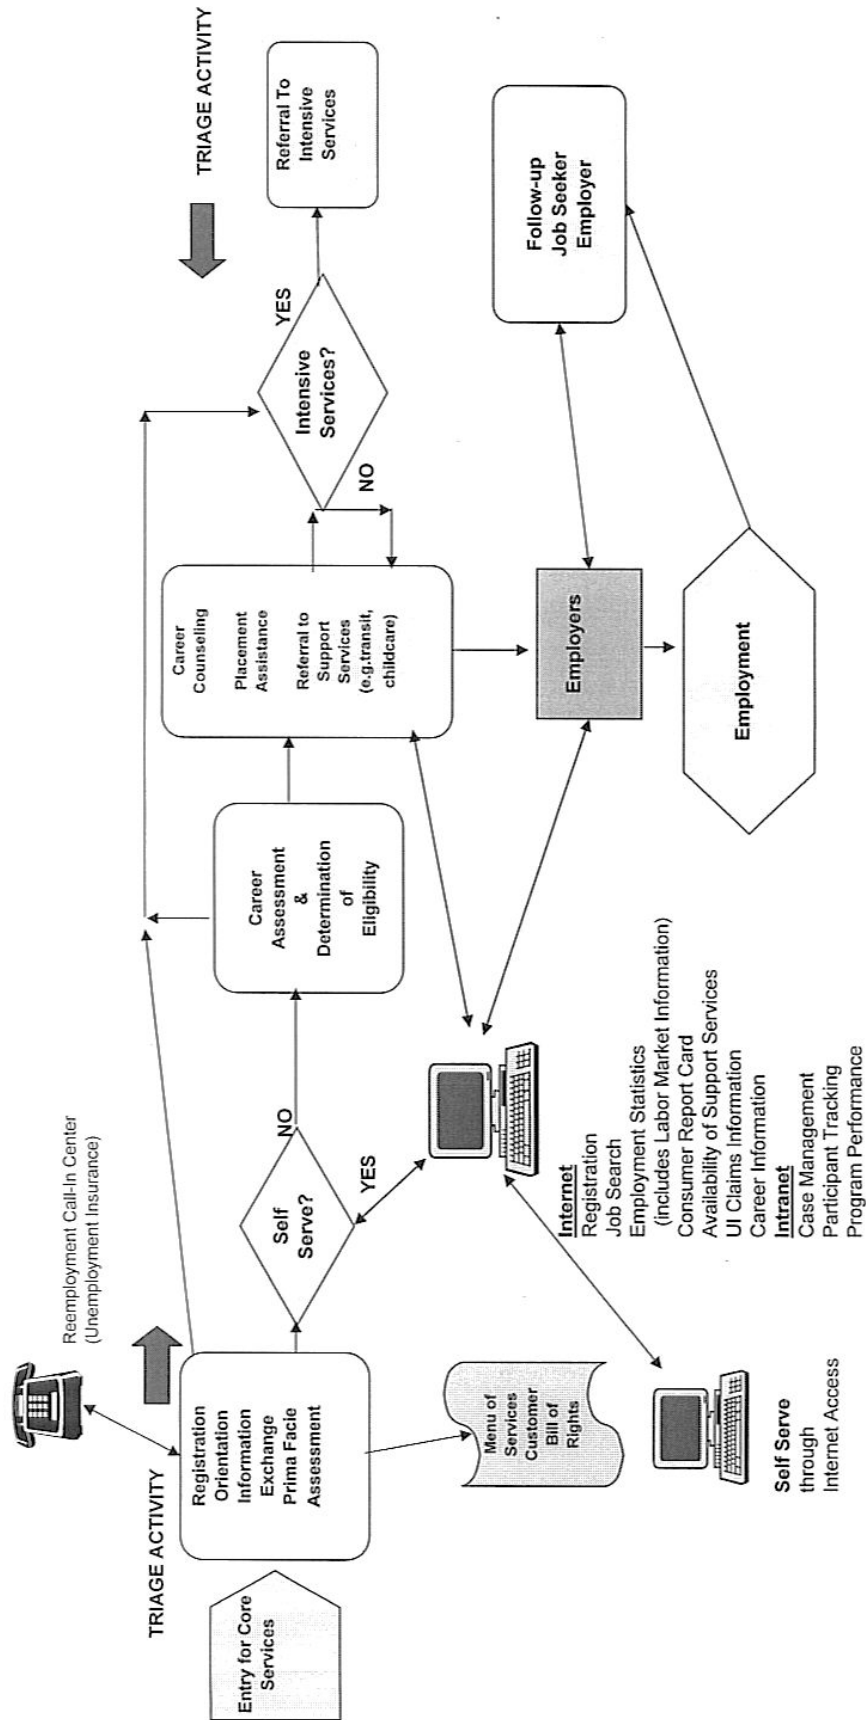 Reemployment Call-In Center
(Unemployment Insurance)
TRIAGE ACTIVITY
TRIAGE ACTIVITY
Entry for Core
Services
Registration
Orientation
Information
Exchange
Prima Facie
Assessment
Self
Serve?
NO
YES
Career
Assessment
&
Determination
of
Eligibility
Career
Counseling
Placement
Assistance
Referral to
Support
Services
(e.g.transit,
childcare)
Intensive
Services?
YES
NO
Referral To
Intensive
Services
Menu of
Services
Customer
Bill of
Rights
Employers
Follow-up
Job Seeker
Employer
Employment
Self Serve
through
Internet Access
Internet
Registration
Job Search
Employment Statistics
(includes Labor Market Information)
Consumer Report Card
Availability of Support Services
UI Claims Information
Career Information
Intranet
Case Management
Participant Tracking
Program Performance